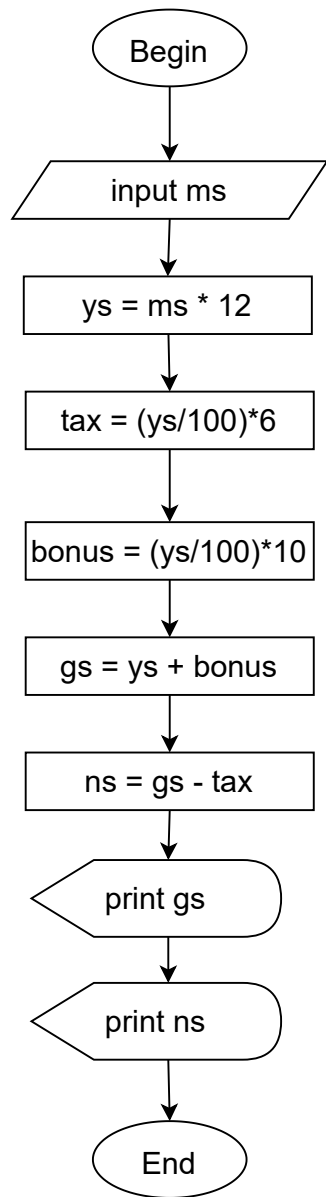 Begin
input ms
ys = ms * 12
tax = (ys/100)*6
bonus = (ys/100)*10
gs = ys + bonus
ns = gs - tax
print gs
print ns
End